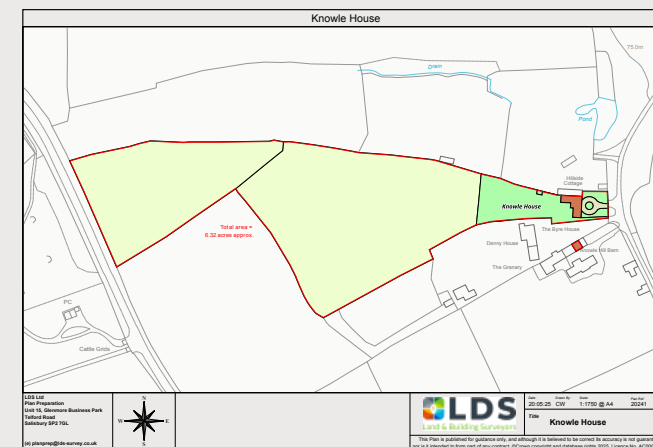 Knowle House
75.0m
Drain
Pond
Hillside
Cottage
Knowle House
Total area =
6.32 acres approx.
The Byre House
Denny House
Knowle Hill Barn
The Granary
PC
Cattle Grids
LDS Ltd
Plan Preparation
Unit 15, Glenmore Business Park
Telford Road
Salisbury SP2 7GL
(e) planprep@lds-survey.co.uk
N
W
E
S
LDS
Land & Building Surveyors
Date
Drawn By
Scale
Plan Ref
20:05:25 CW 1:1750 @ A4 20241
Title
Knowle House
This Plan is published for guidance only, and although it is believed to be correct its accuracy is not guaran